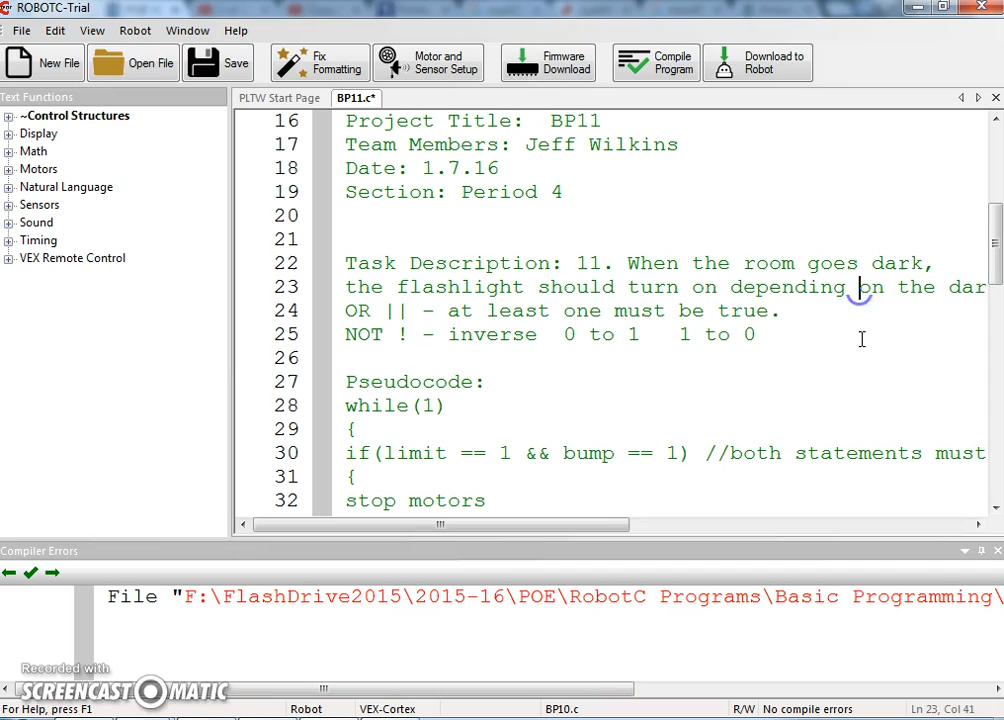 ROBOTC-Trial
File Edit View Robot Window Help
New File Open File Save Fix Formatting Motor and Sensor Setup Firmware Download Compile Program Download to Robot
Text Functions
PLTW Start Page BP11.c*
~Control Structures
Display
Math
Motors
Natural Language
Sensors
Sound
Timing
VEX Remote Control
16 Project Title: BP11
17 Team Members: Jeff Wilkins
18 Date: 1.7.16
19 Section: Period 4
20
21
22 Task Description: 11. When the room goes dark,
23 the flashlight should turn on depending on the dar
24 OR || - at least one must be true.
25 NOT ! - inverse 0 to 1 1 to 0
26
27 Pseudocode:
28 while(1)
29 {
30 if(limit == 1 && bump == 1) //both statements must
31 {
32 stop motors
Compiler Errors
File "F:\FlashDrive2015\2015-16\POE\RobotC Programs\Basic Programming\
Recorded with
SCREENCAST MATIC
For Help, press F1 Robot VEX-Cortex BP10.c R/W No compile errors Ln 23, Col 41